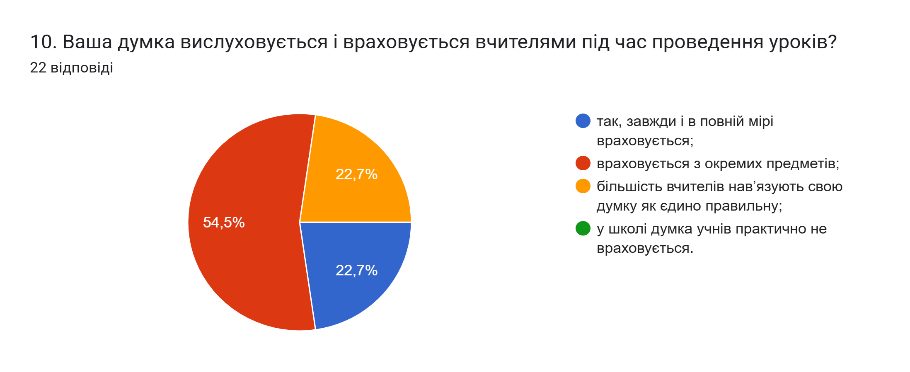 10. Ваша думка вислуховується і враховується вчителями під час проведення уроків?
22 відповіді
22,7%
54,5%
22,7%
так, завжди і в повній мірі
враховується;
враховується з окремих предметів;
більшість вчителів нав’язують свою
думку як єдино правильну;
у школі думка учнів практично не
враховується.